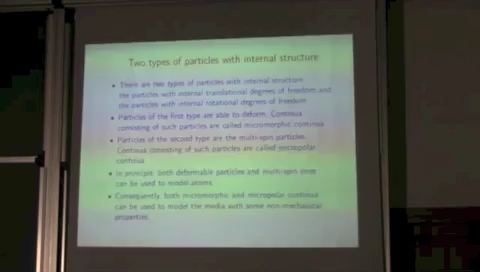 Two types of particles with internal structure
There are two types of particles with internal structure:
the particles with internal translational degrees of freedom and
the particles with internal rotational degrees of freedom
Particles of the first type are able to deform. Continua
consisting of such particles are called micromorphic continua
Particles of the second type are the multi-spin particles.
Continua consisting of such particles are called micropolar
continua
In principle, both deformable particles and multi-spin ones
can be used to model atoms.
Consequently, both micromorphic and micropolar continua
can be used to model the media with some non-mechanical
properties.